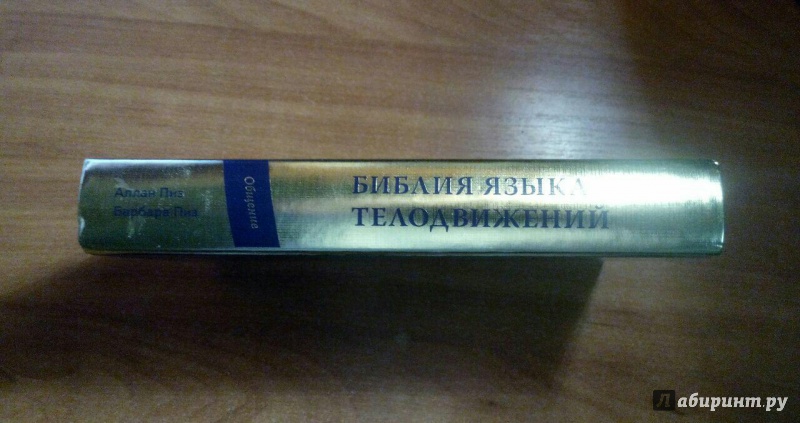 Аллан Пиз
Барбара Пиз
Общение
БИБЛИЯ ЯЗЫКА
ТЕЛОДВИЖЕНИЙ
Лабиринт.ру